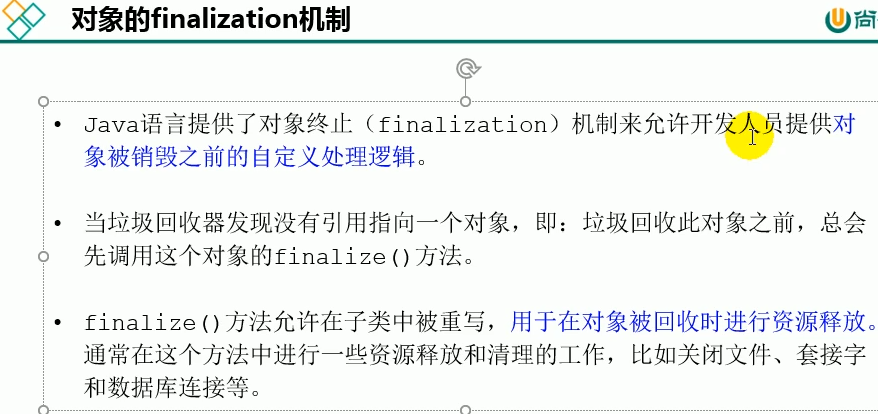 对象的finalization机制
尚
• Java语言提供了对象终止（finalization）机制来允许开发人员提供对
象被销毁之前的自定义处理逻辑。
• 当垃圾回收器发现没有引用指向一个对象，即：垃圾回收此对象之前，总会
先调用这个对象的finalize()方法。
• finalize()方法允许在子类中被重写，用于在对象被回收时进行资源释放。
通常在这个方法中进行一些资源释放和清理的工作，比如关闭文件、套接字
和数据库连接等。